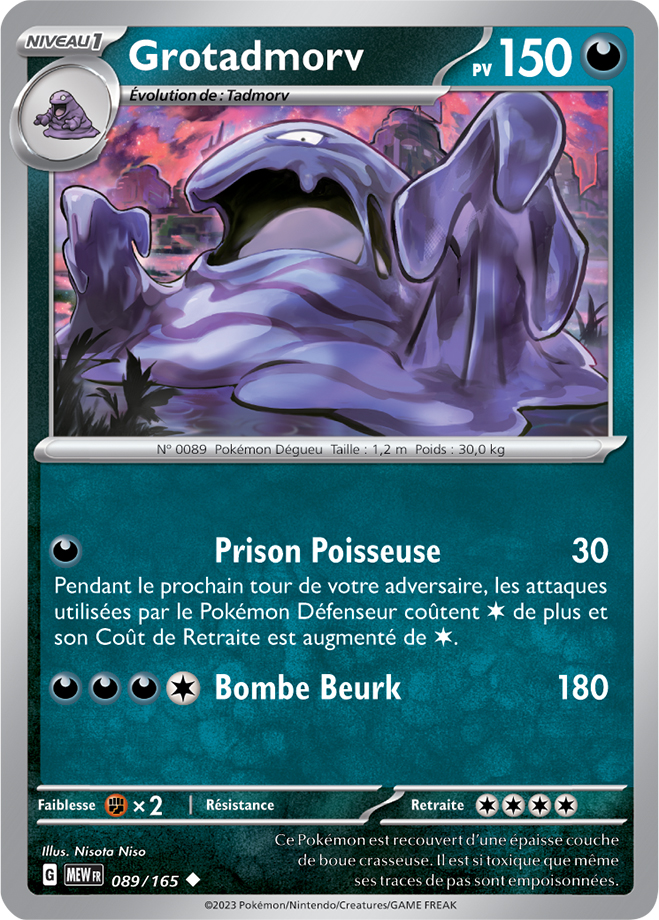 NIVEAU 1
Grotadmorv
PV 150
Évolution de : Tadmorv
N° 0089 Pokémon Dégueu Taille : 1,2 m Poids : 30,0 kg
Prison Poisseuse 30
Pendant le prochain tour de votre adversaire, les attaques
utilisées par le Pokémon Défenseur coûtent de plus et
son Coût de Retraite est augmenté de .
Bombe Beurk 180
Faiblesse ×2 Résistance Retraite
Illus. Nisota Niso
Ce Pokémon est recouvert d'une épaisse couche
de boue crasseuse. Il est si toxique que même
ses traces de pas sont empoisonnées.
G MEW FR 089/165
©2023 Pokémon/Nintendo/Creatures/GAME FREAK